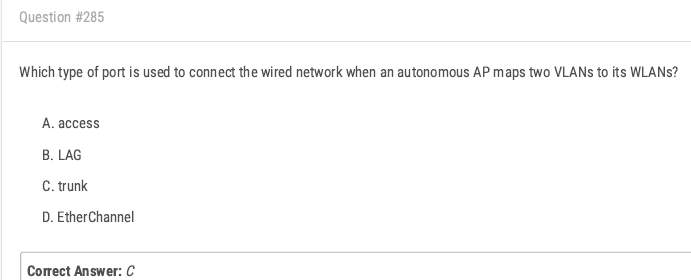 Question #285
Which type of port is used to connect the wired network when an autonomous AP maps two VLANs to its WLANs?
A. access
B. LAG
C. trunk
D. EtherChannel
Correct Answer: C